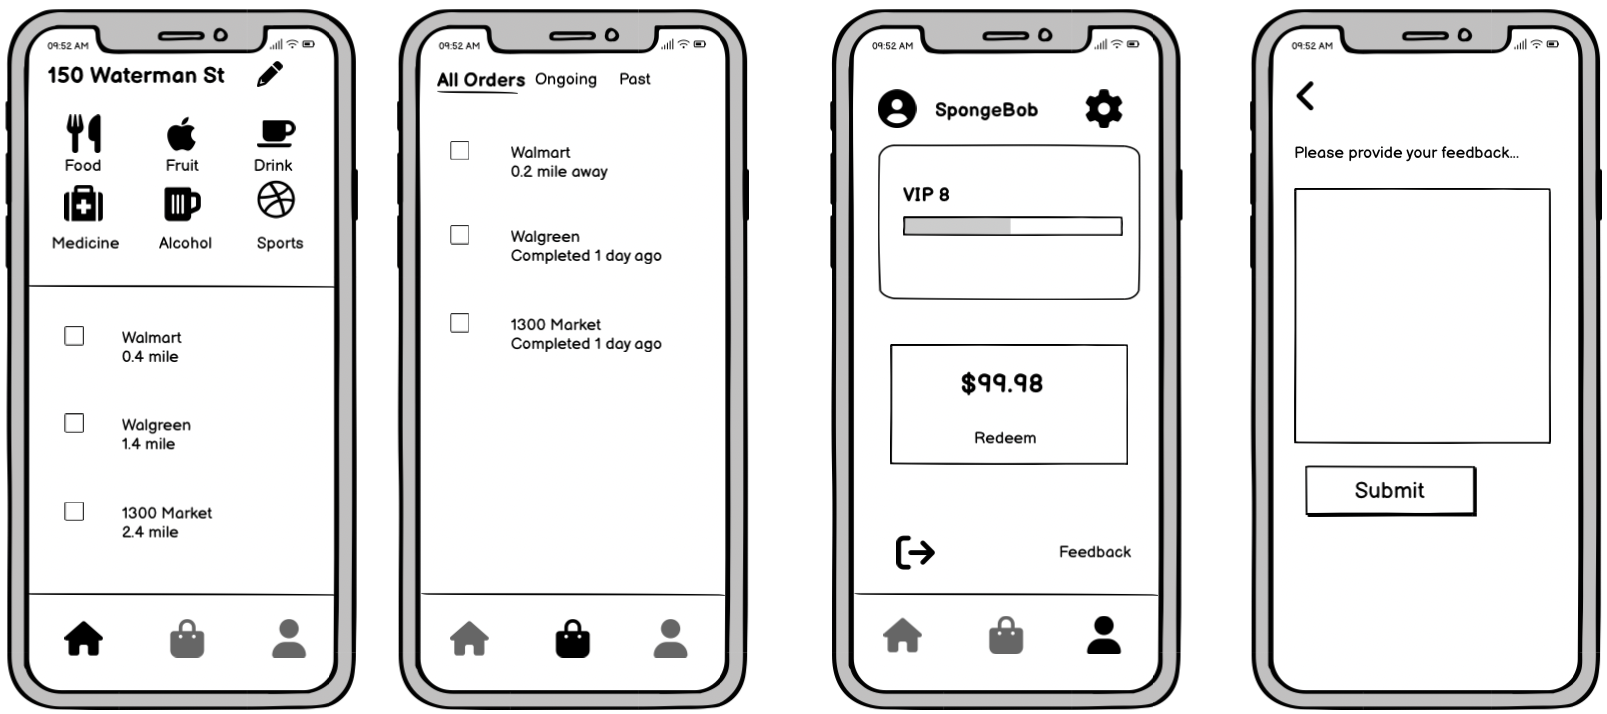 09:52 AM
150 Waterman St
Food Fruit Drink
Medicine Alcohol Sports
Walmart
0.4 mile
Walgreen
1.4 mile
1300 Market
2.4 mile
09:52 AM
All Orders Ongoing Past
Walmart
0.2 mile away
Walgreen
Completed 1 day ago
1300 Market
Completed 1 day ago
09:52 AM
SpongeBob
VIP 8
$99.98
Redeem
Feedback
09:52 AM
Please provide your feedback...
Submit